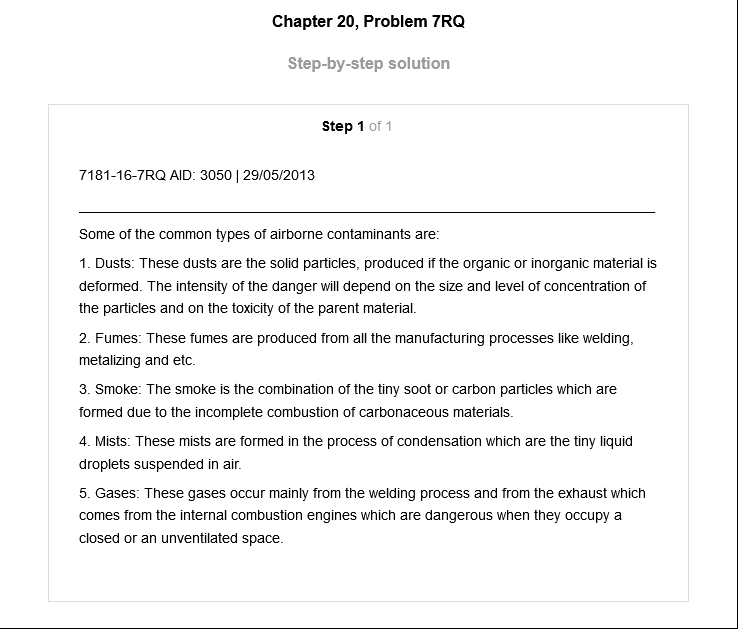 Chapter 20, Problem 7RQ
Step-by-step solution
Step 1 of 1
7181-16-7RQ AID: 3050 | 29/05/2013
Some of the common types of airborne contaminants are:
1. Dusts: These dusts are the solid particles, produced if the organic or inorganic material is
deformed. The intensity of the danger will depend on the size and level of concentration of
the particles and on the toxicity of the parent material.
2. Fumes: These fumes are produced from all the manufacturing processes like welding,
metalizing and etc.
3. Smoke: The smoke is the combination of the tiny soot or carbon particles which are
formed due to the incomplete combustion of carbonaceous materials.
4. Mists: These mists are formed in the process of condensation which are the tiny liquid
droplets suspended in air.
5. Gases: These gases occur mainly from the welding process and from the exhaust which
comes from the internal combustion engines which are dangerous when they occupy a
closed or an unventilated space.